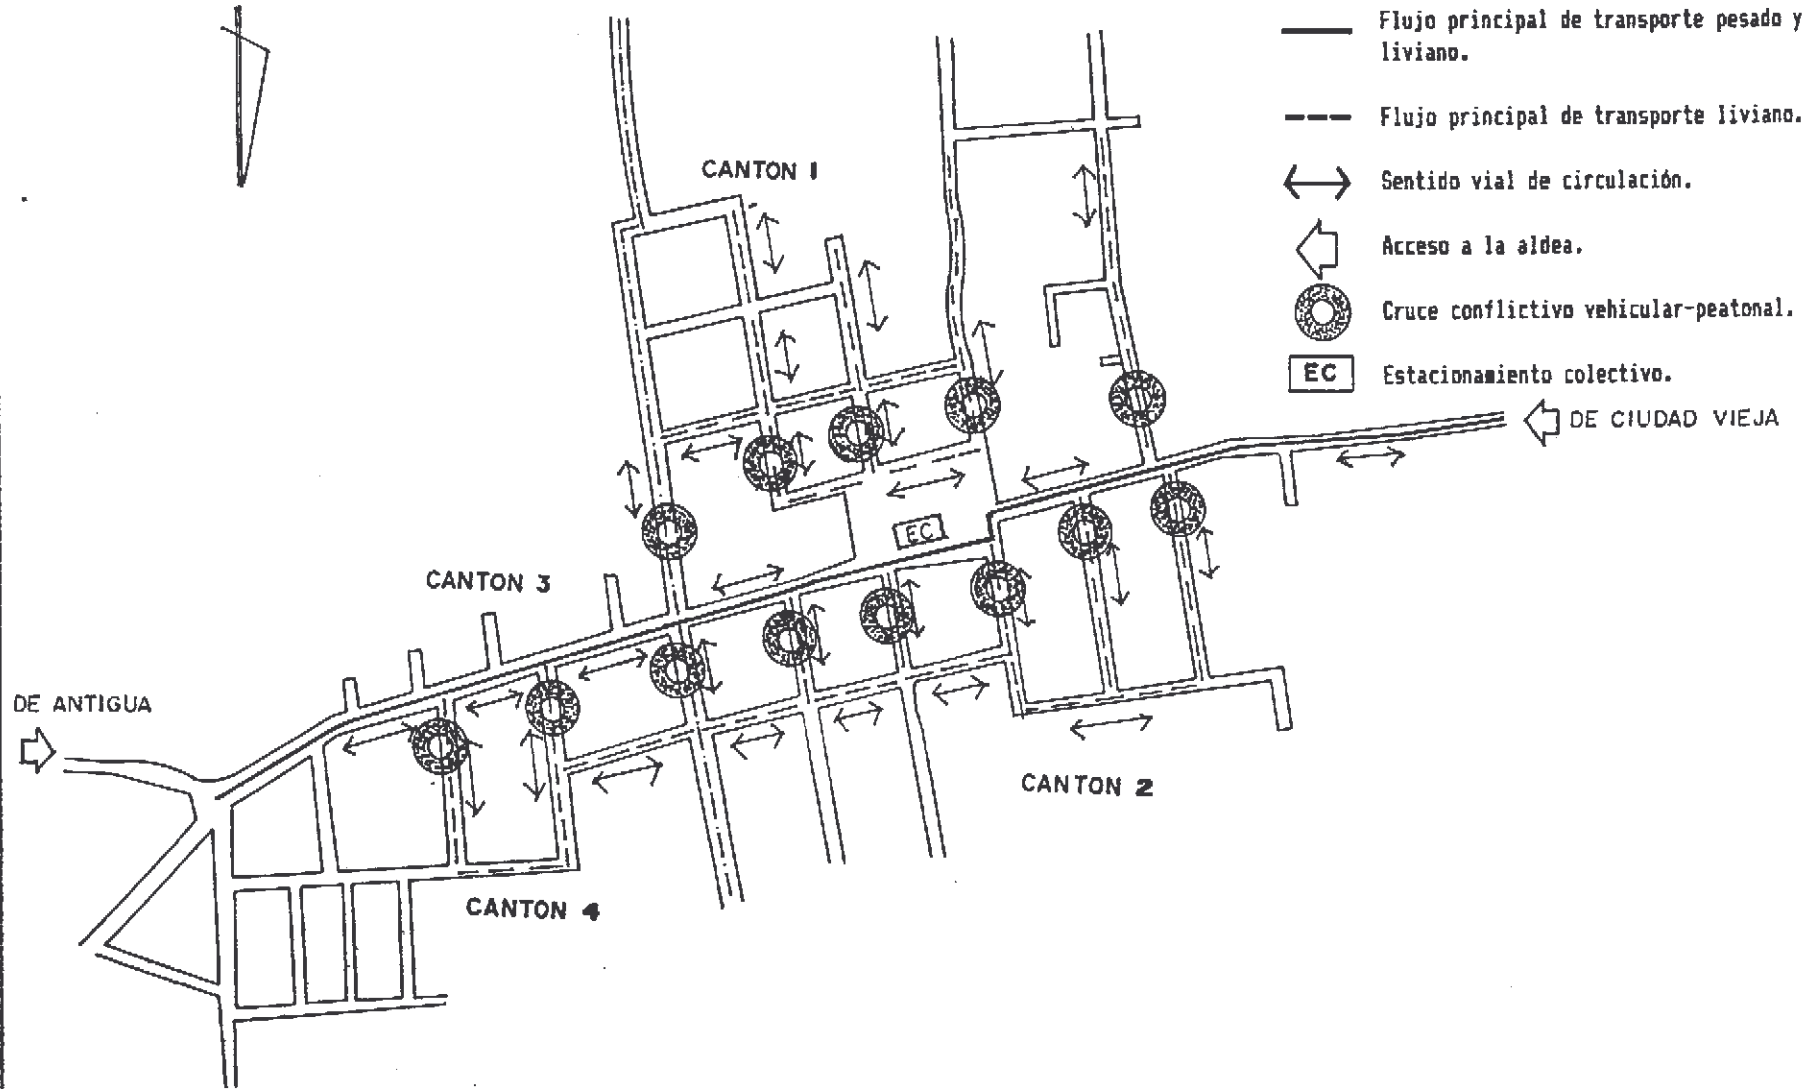 Flujo principal de transporte pesado y
liviano.
Flujo principal de transporte liviano.
Sentido vial de circulación.
Acceso a la aldea.
Cruce conflictivo vehicular-peatonal.
EC Estacionamiento colectivo.
CANTON 1
DE CIUDAD VIEJA
EC
CANTON 3
DE ANTIGUA
CANTON 2
CANTON 4